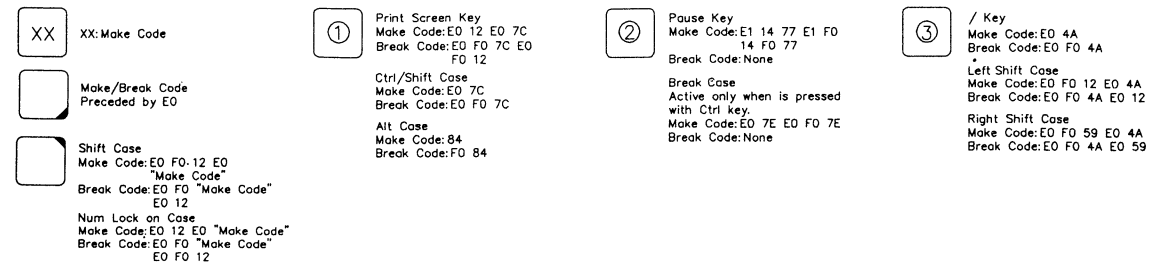 XX
XX: Make Code
Make/Break Code
Preceded by E0
Shift Case
Make Code: E0 F0 12 E0
"Make Code"
Break Code: E0 F0 "Make Code"
E0 12
Num Lock on Case
Make Code: E0 12 E0 "Make Code"
Break Code: E0 F0 "Make Code"
E0 F0 12
①
Print Screen Key
Make Code: E0 12 E0 7C
Break Code: E0 F0 7C E0
F0 12
Ctrl/Shift Case
Make Code: E0 7C
Break Code: E0 F0 7C
Alt Case
Make Code: 84
Break Code: F0 84
②
Pause Key
Make Code: E1 14 77 E1 F0
14 F0 77
Break Code: None
Break Case
Active only when is pressed
with Ctrl key.
Make Code: E0 7E E0 F0 7E
Break Code: None
③
/ Key
Make Code: E0 4A
Break Code: E0 F0 4A
Left Shift Case
Make Code: E0 F0 12 E0 4A
Break Code: E0 F0 4A E0 12
Right Shift Case
Make Code: E0 F0 59 E0 4A
Break Code: E0 F0 4A E0 59